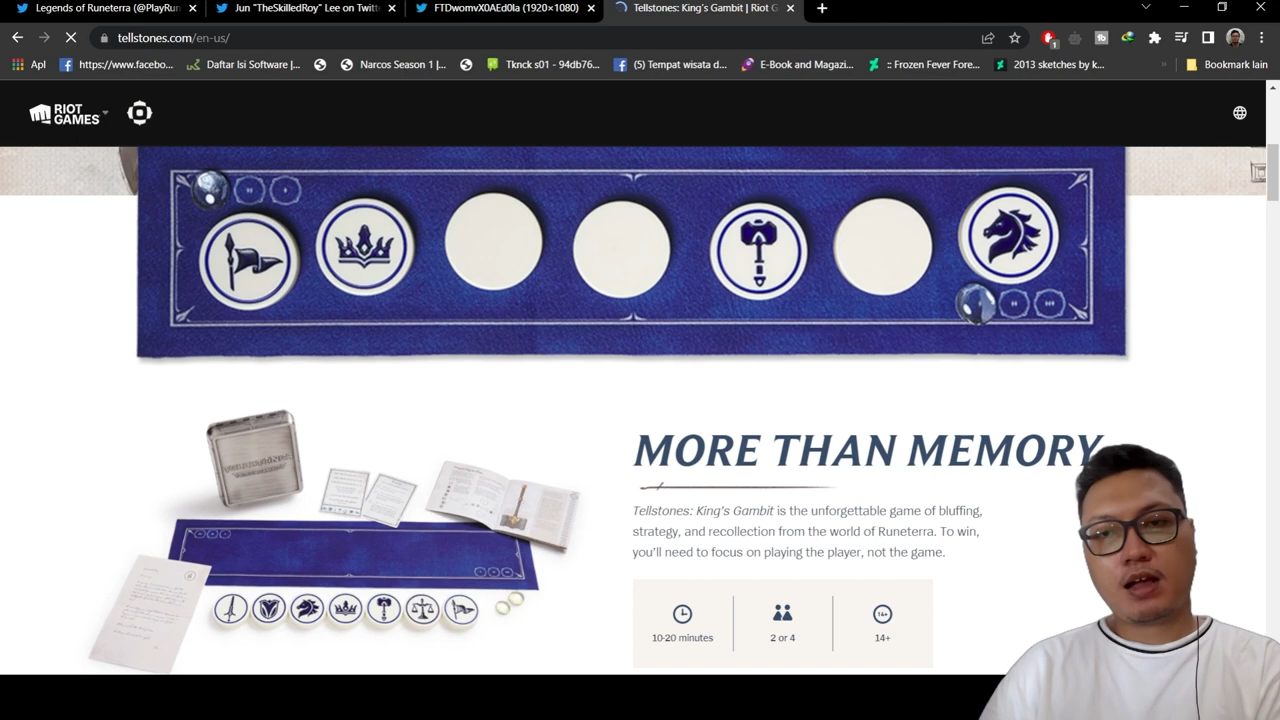 Legends of Runeterra (@PlayRun
Jun "TheSkilledRoy" Lee on Twitt
FTDwomvX0AEd0Ia (1920×1080)
Tellstones: King's Gambit | Riot G
tellstones.com/en-us/
1
Apl
https://www.facebo...
Daftar Isi Software |...
Narcos Season 1 |...
Tknck s01 - 94db76...
(5) Tempat wisata d...
E-Book and Magazi...
:: Frozen Fever Fore...
2013 sketches by k...
»
Bookmark lain
RIOT
GAMES
MORE THAN MEMORY
Tellstones: King's Gambit is the unforgettable game of bluffing,
strategy, and recollection from the world of Runeterra. To win,
you'll need to focus on playing the player, not the game.
14+
10-20 minutes
2 or 4
14+